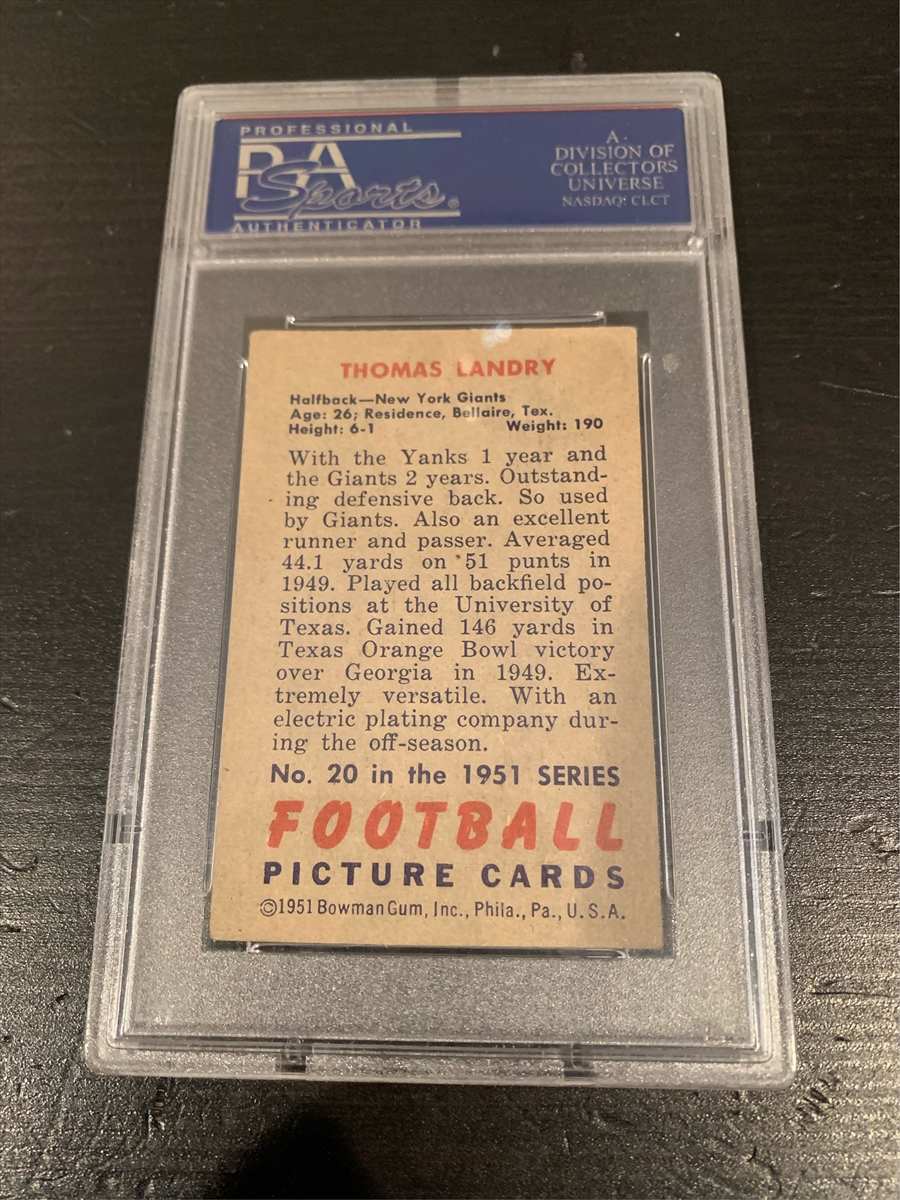 PROFESSIONAL
PSA
Sports®
AUTHENTICATOR
A
DIVISION OF
COLLECTORS
UNIVERSE
NASDAQ: CLCT
THOMAS LANDRY
Halfback—New York Giants
Age: 26; Residence, Bellaire, Tex.
Height: 6-1 Weight: 190
With the Yanks 1 year and
the Giants 2 years. Outstand-
ing defensive back. So used
by Giants. Also an excellent
runner and passer. Averaged
44.1 yards on 51 punts in
1949. Played all backfield po-
sitions at the University of
Texas. Gained 146 yards in
Texas Orange Bowl victory
over Georgia in 1949. Ex-
tremely versatile. With an
electric plating company dur-
ing the off-season.
No. 20 in the 1951 SERIES
FOOTBALL
PICTURE CARDS
©1951 Bowman Gum, Inc., Phila., Pa., U.S.A.